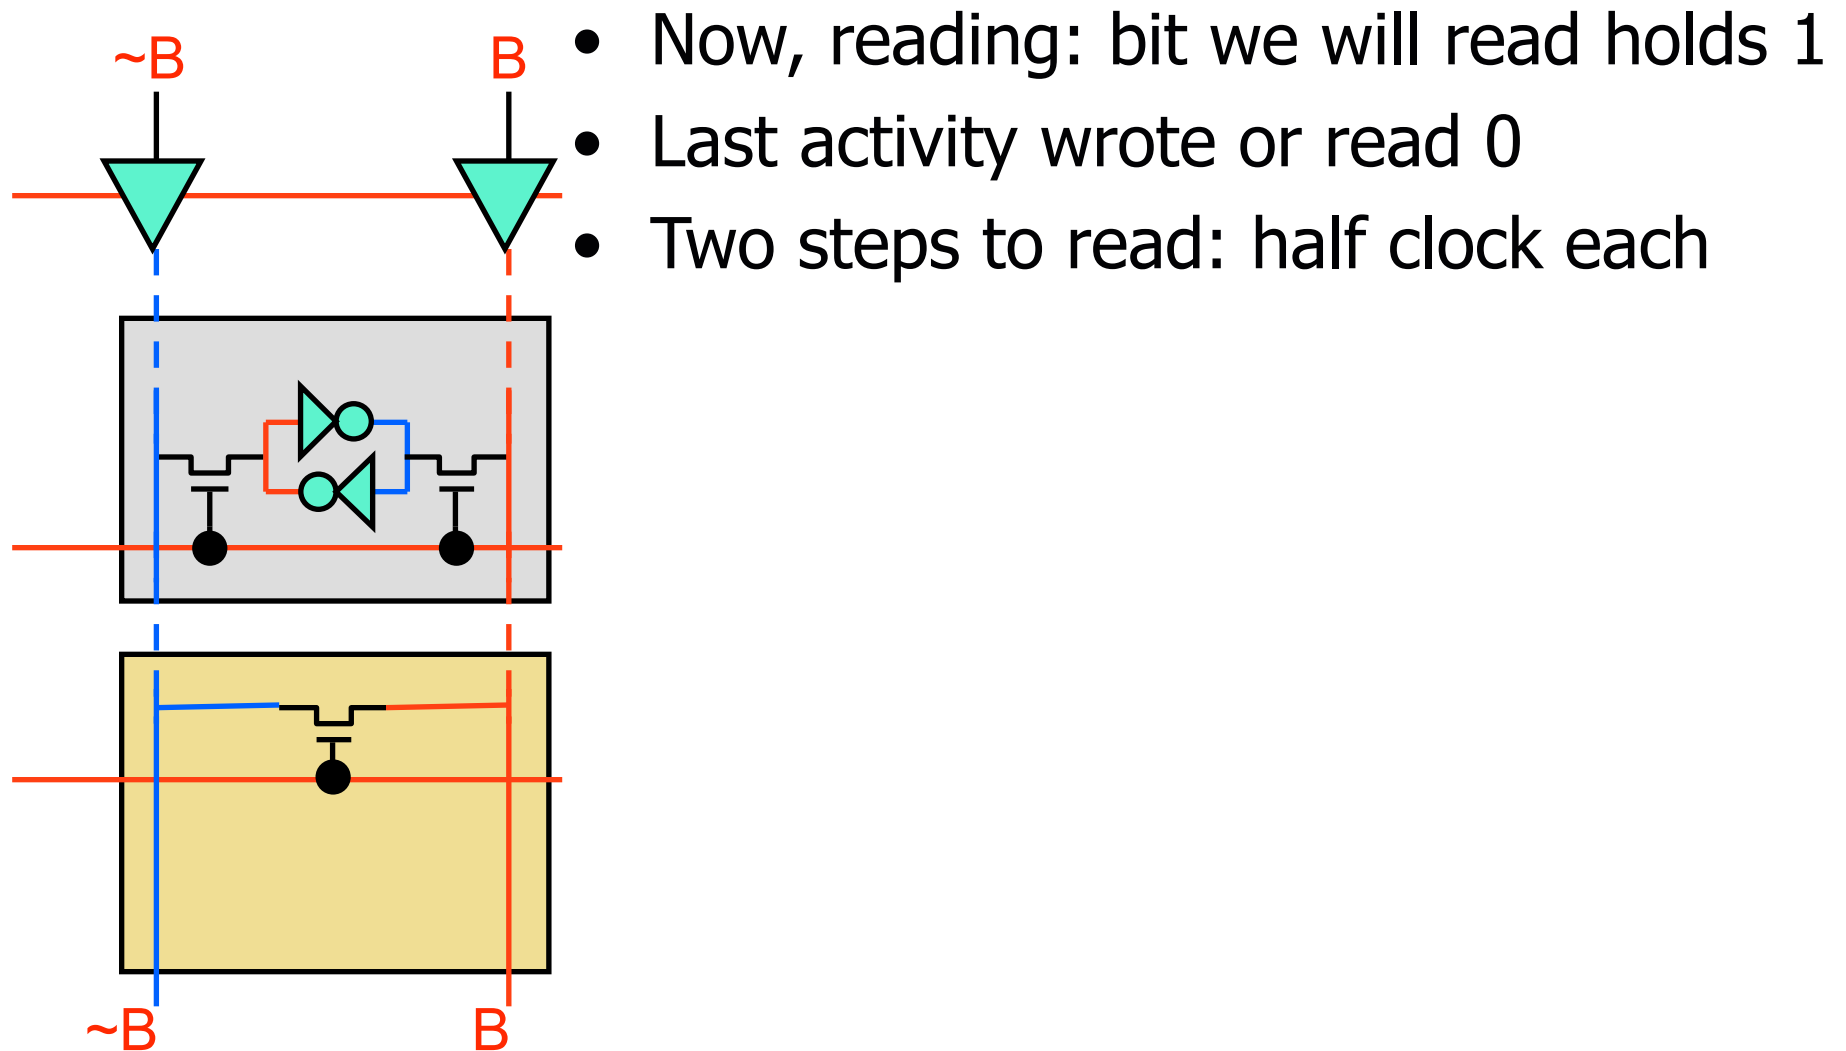 ~B B
• Now, reading: bit we will read holds 1
• Last activity wrote or read 0
• Two steps to read: half clock each
~B B